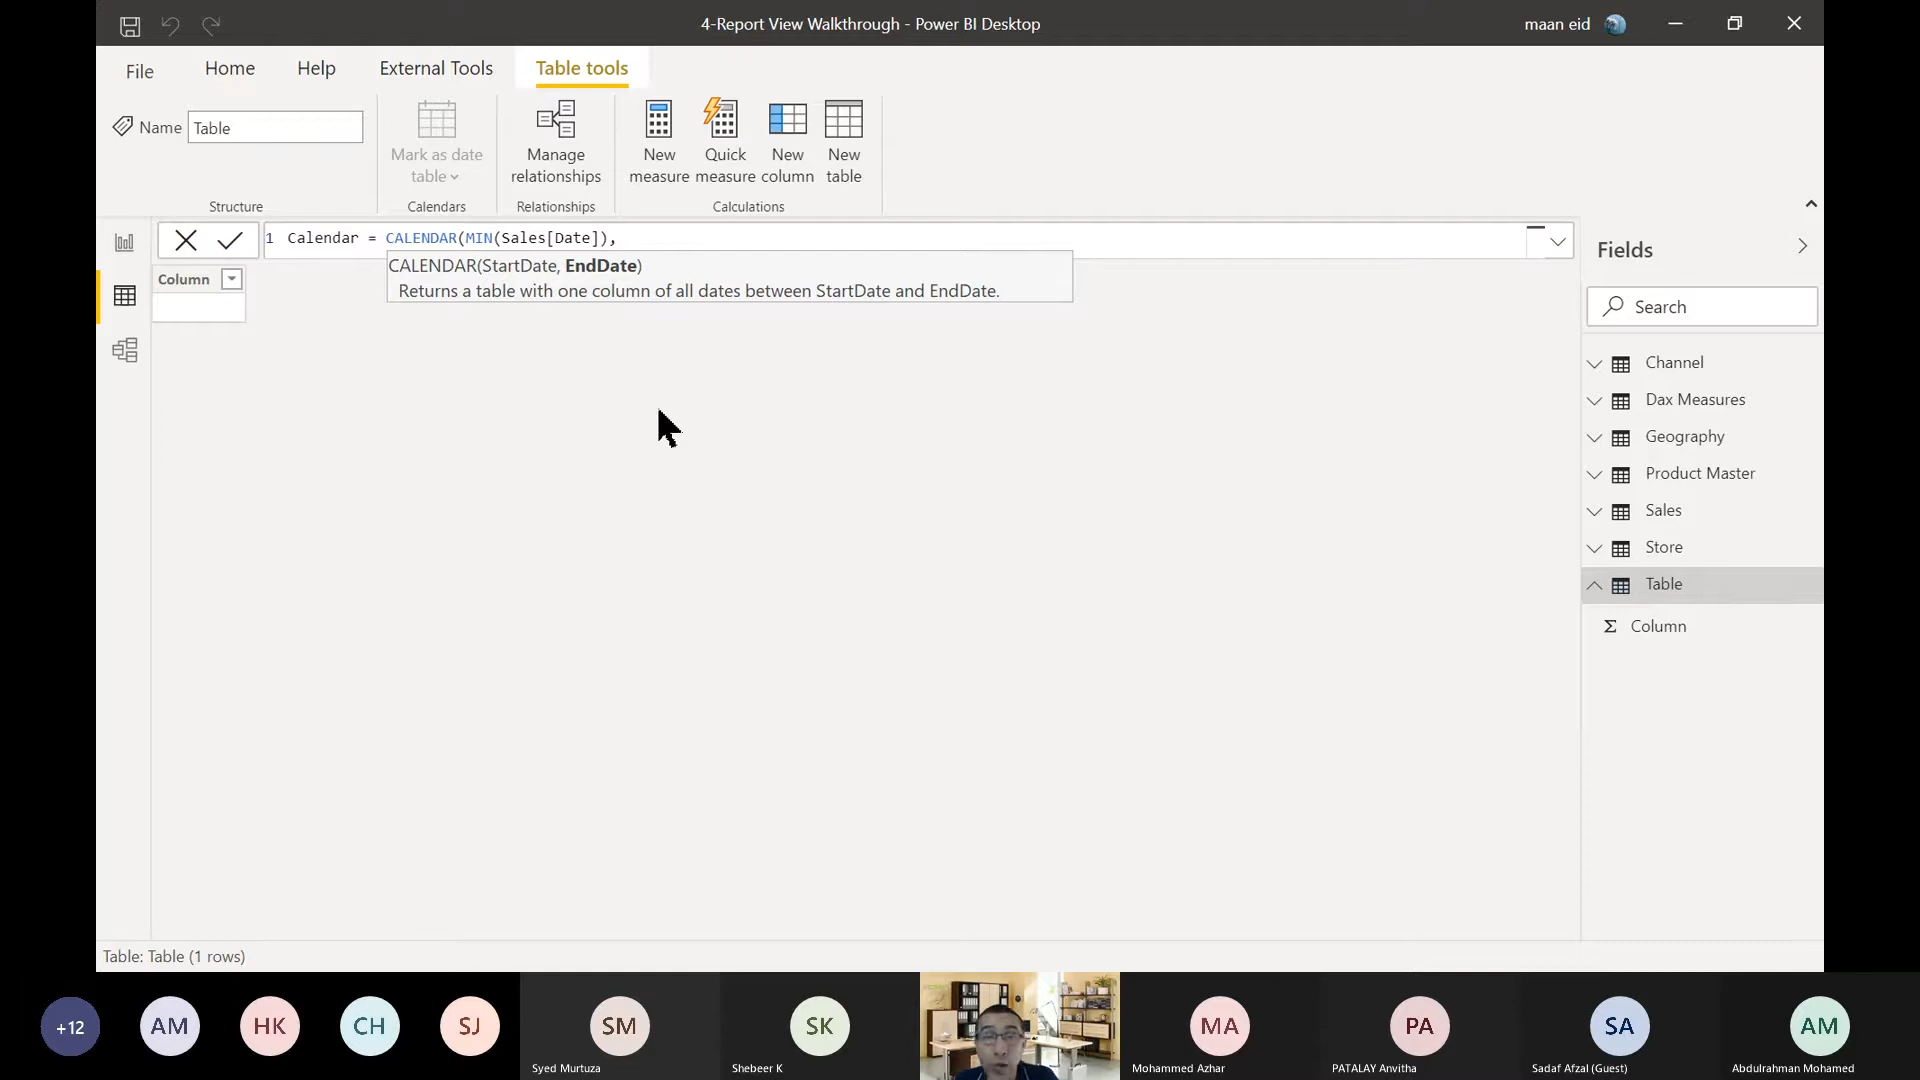 4-Report View Walkthrough - Power BI Desktop
maan eid
File
Home
Help
External Tools
Table tools
Name
Table
Structure
Mark as date
table
Calendars
Manage
relationships
Relationships
New
measure
Quick
measure
New
column
New
table
Calculations
1 Calendar = CALENDAR(MIN(Sales[Date]),
CALENDAR(StartDate, EndDate)
Returns a table with one column of all dates between StartDate and EndDate.
Column
Fields
Search
Channel
Dax Measures
Geography
Product Master
Sales
Store
Table
Σ Column
Table: Table (1 rows)
+12
AM
HK
CH
SJ
SM
Syed Murtuza
SK
Shebeer K
MA
Mohammed Azhar
PA
PATALAY Anvitha
SA
Sadaf Afzal (Guest)
AM
Abdulrahman Mohamed